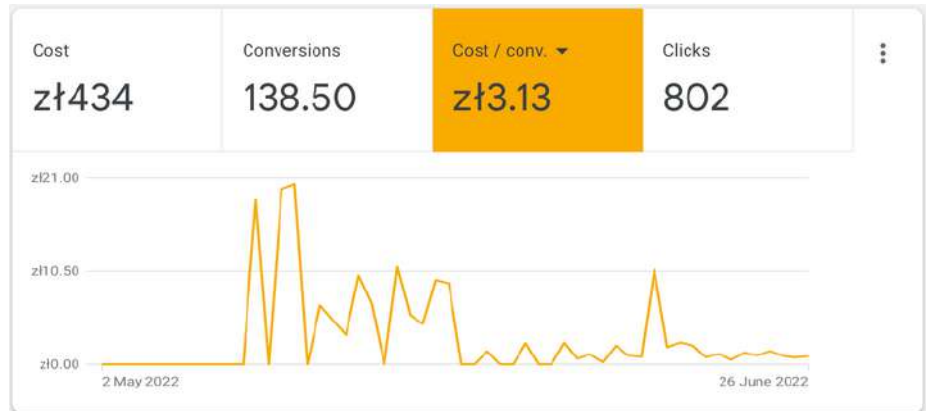 Cost
zł434
Conversions
138.50
Cost / conv.
zł3.13
Clicks
802
zł21.00
zł10.50
zł0.00
2 May 2022
26 June 2022